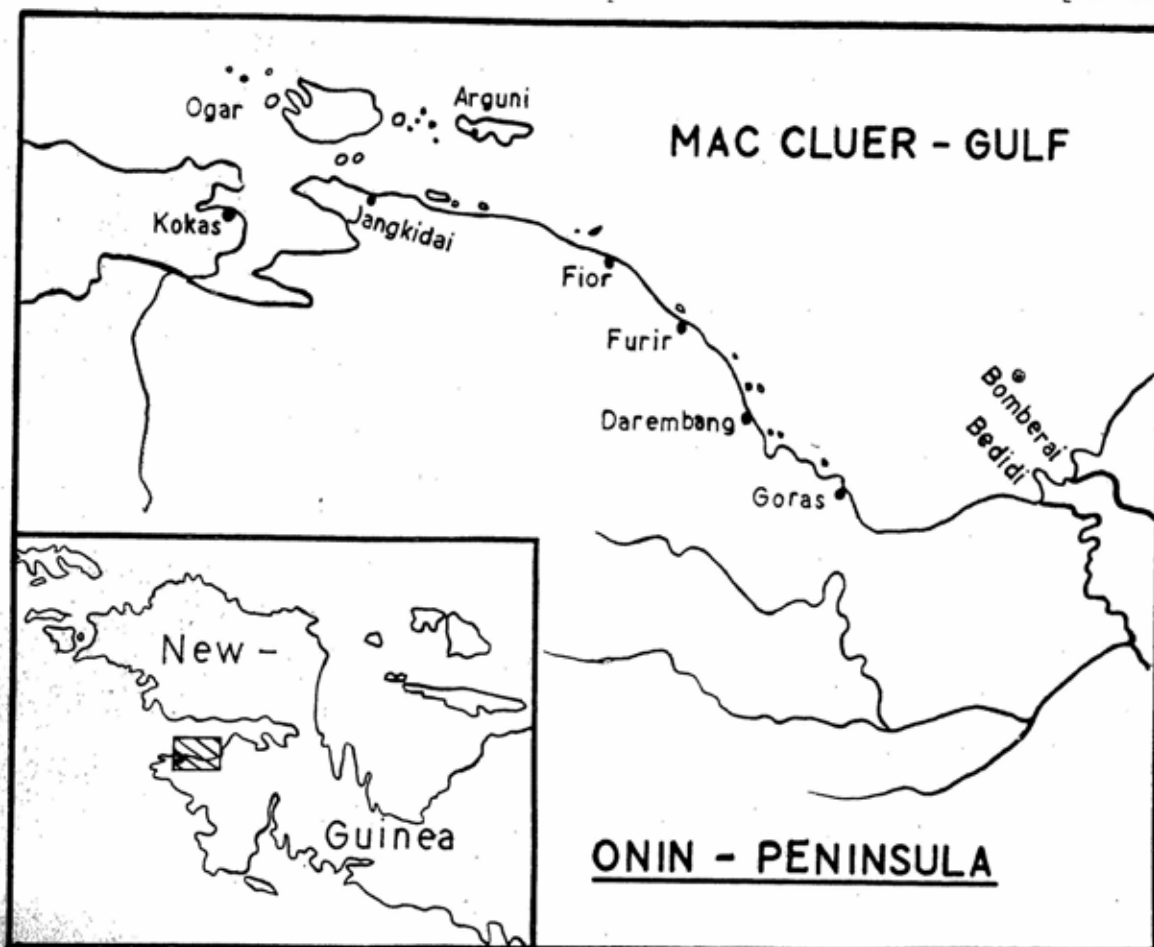 Ogar
Arguni
MAC CLUER - GULF
Kokas
Jangkidai
Fior
Furir
Darembang
Bomberai
Bedidi
Goras
New -
Guinea
ONIN - PENINSULA